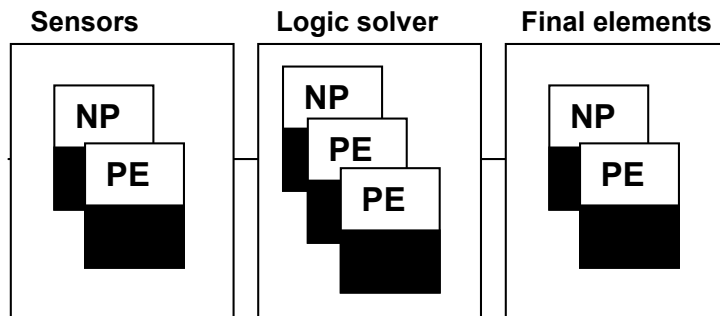 Sensors
Logic solver
Final elements
NP
PE
NP
PE
PE
NP
PE